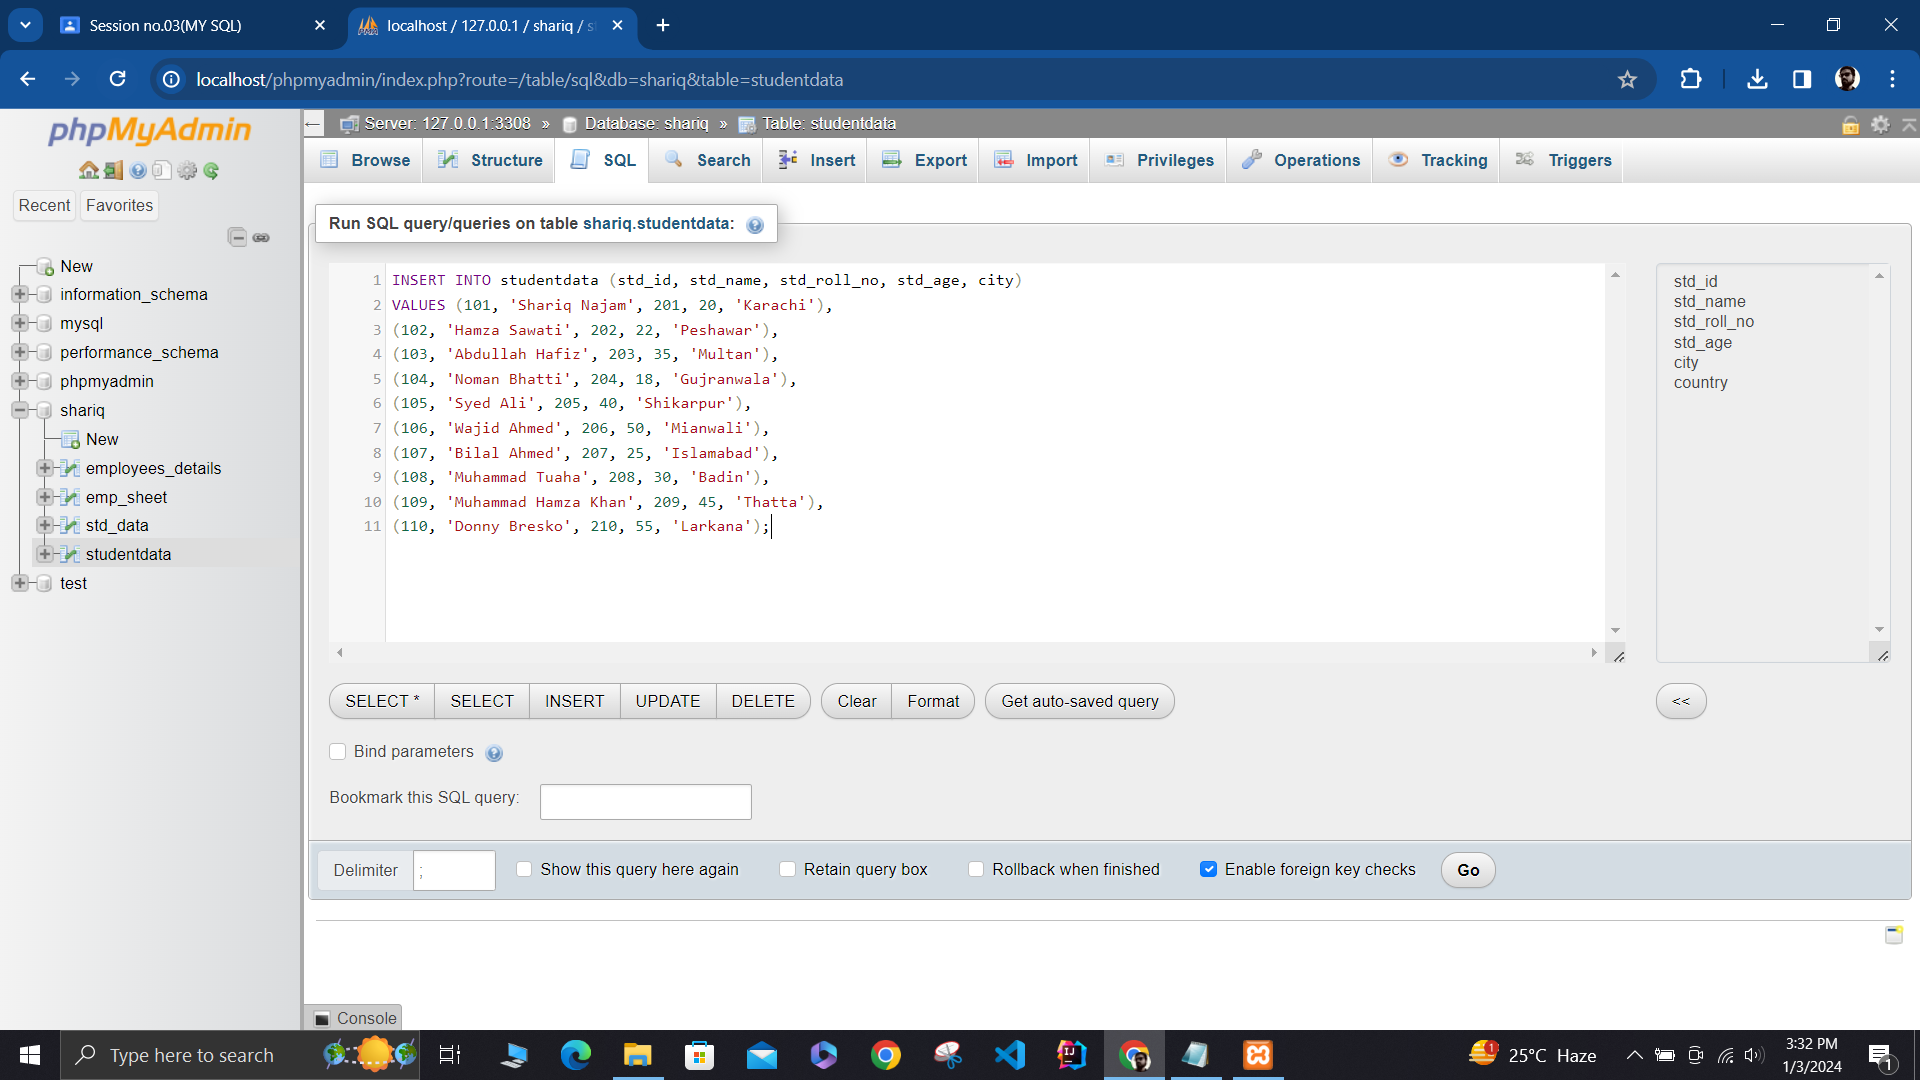 Session no.03(MY SQL)
localhost / 127.0.0.1 / shariq / s
localhost/phpmyadmin/index.php?route=/table/sql&db=shariq&table=studentdata
phpMyAdmin
Server: 127.0.0.1:3308 » Database: shariq » Table: studentdata
Browse Structure SQL Search Insert Export Import Privileges Operations Tracking Triggers
Recent Favorites
New
information_schema
mysql
performance_schema
phpmyadmin
shariq
New
employees_details
emp_sheet
std_data
studentdata
test
Run SQL query/queries on table shariq.studentdata:
1 INSERT INTO studentdata (std_id, std_name, std_roll_no, std_age, city)
2 VALUES (101, 'Shariq Najam', 201, 20, 'Karachi'),
3 (102, 'Hamza Sawati', 202, 22, 'Peshawar'),
4 (103, 'Abdullah Hafiz', 203, 35, 'Multan'),
5 (104, 'Noman Bhatti', 204, 18, 'Gujranwala'),
6 (105, 'Syed Ali', 205, 40, 'Shikarpur'),
7 (106, 'Wajid Ahmed', 206, 50, 'Mianwali'),
8 (107, 'Bilal Ahmed', 207, 25, 'Islamabad'),
9 (108, 'Muhammad Tuaha', 208, 30, 'Badin'),
10 (109, 'Muhammad Hamza Khan', 209, 45, 'Thatta'),
11 (110, 'Donny Bresko', 210, 55, 'Larkana');
std_id
std_name
std_roll_no
std_age
city
country
SELECT * SELECT INSERT UPDATE DELETE Clear Format Get auto-saved query <<
Bind parameters
Bookmark this SQL query:
Delimiter ; Show this query here again Retain query box Rollback when finished Enable foreign key checks Go
Console
Type here to search
1 25°C Haze
3:32 PM
1/3/2024
1